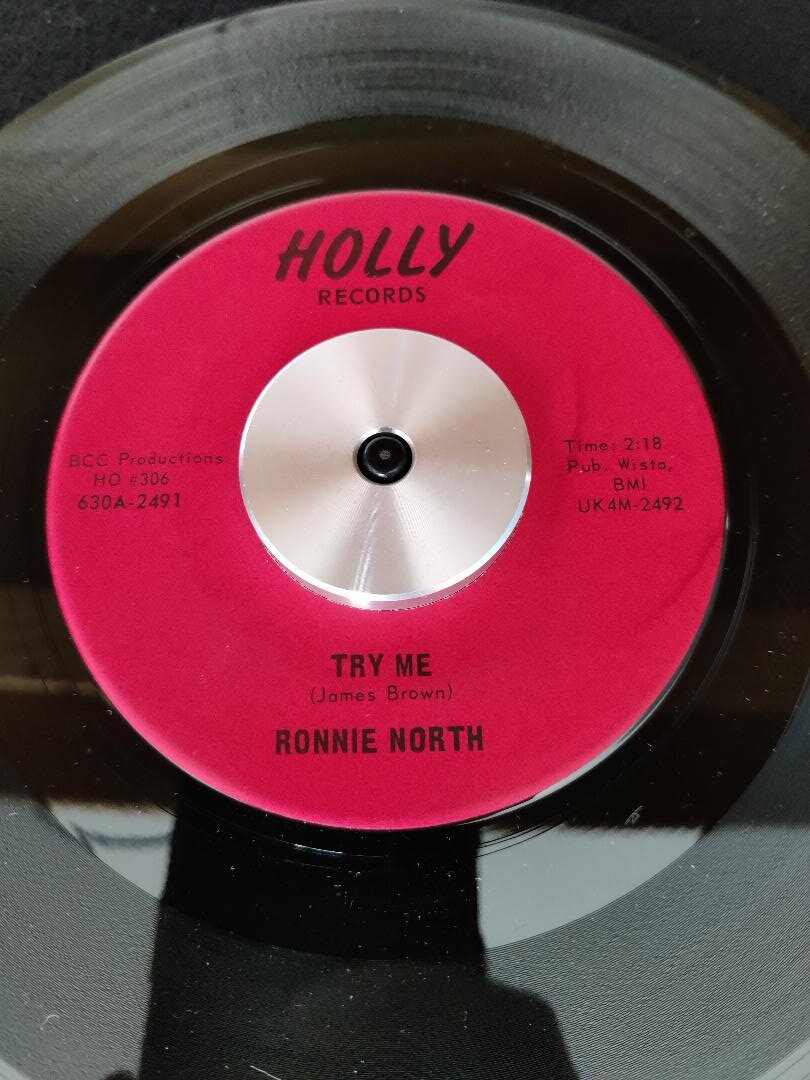 HOLLY
RECORDS
BCC Productions
HO #306
630A-2491
Time: 2:18
Pub. Wisto,
BMI
UK4M-2492
TRY ME
(James Brown)
RONNIE NORTH